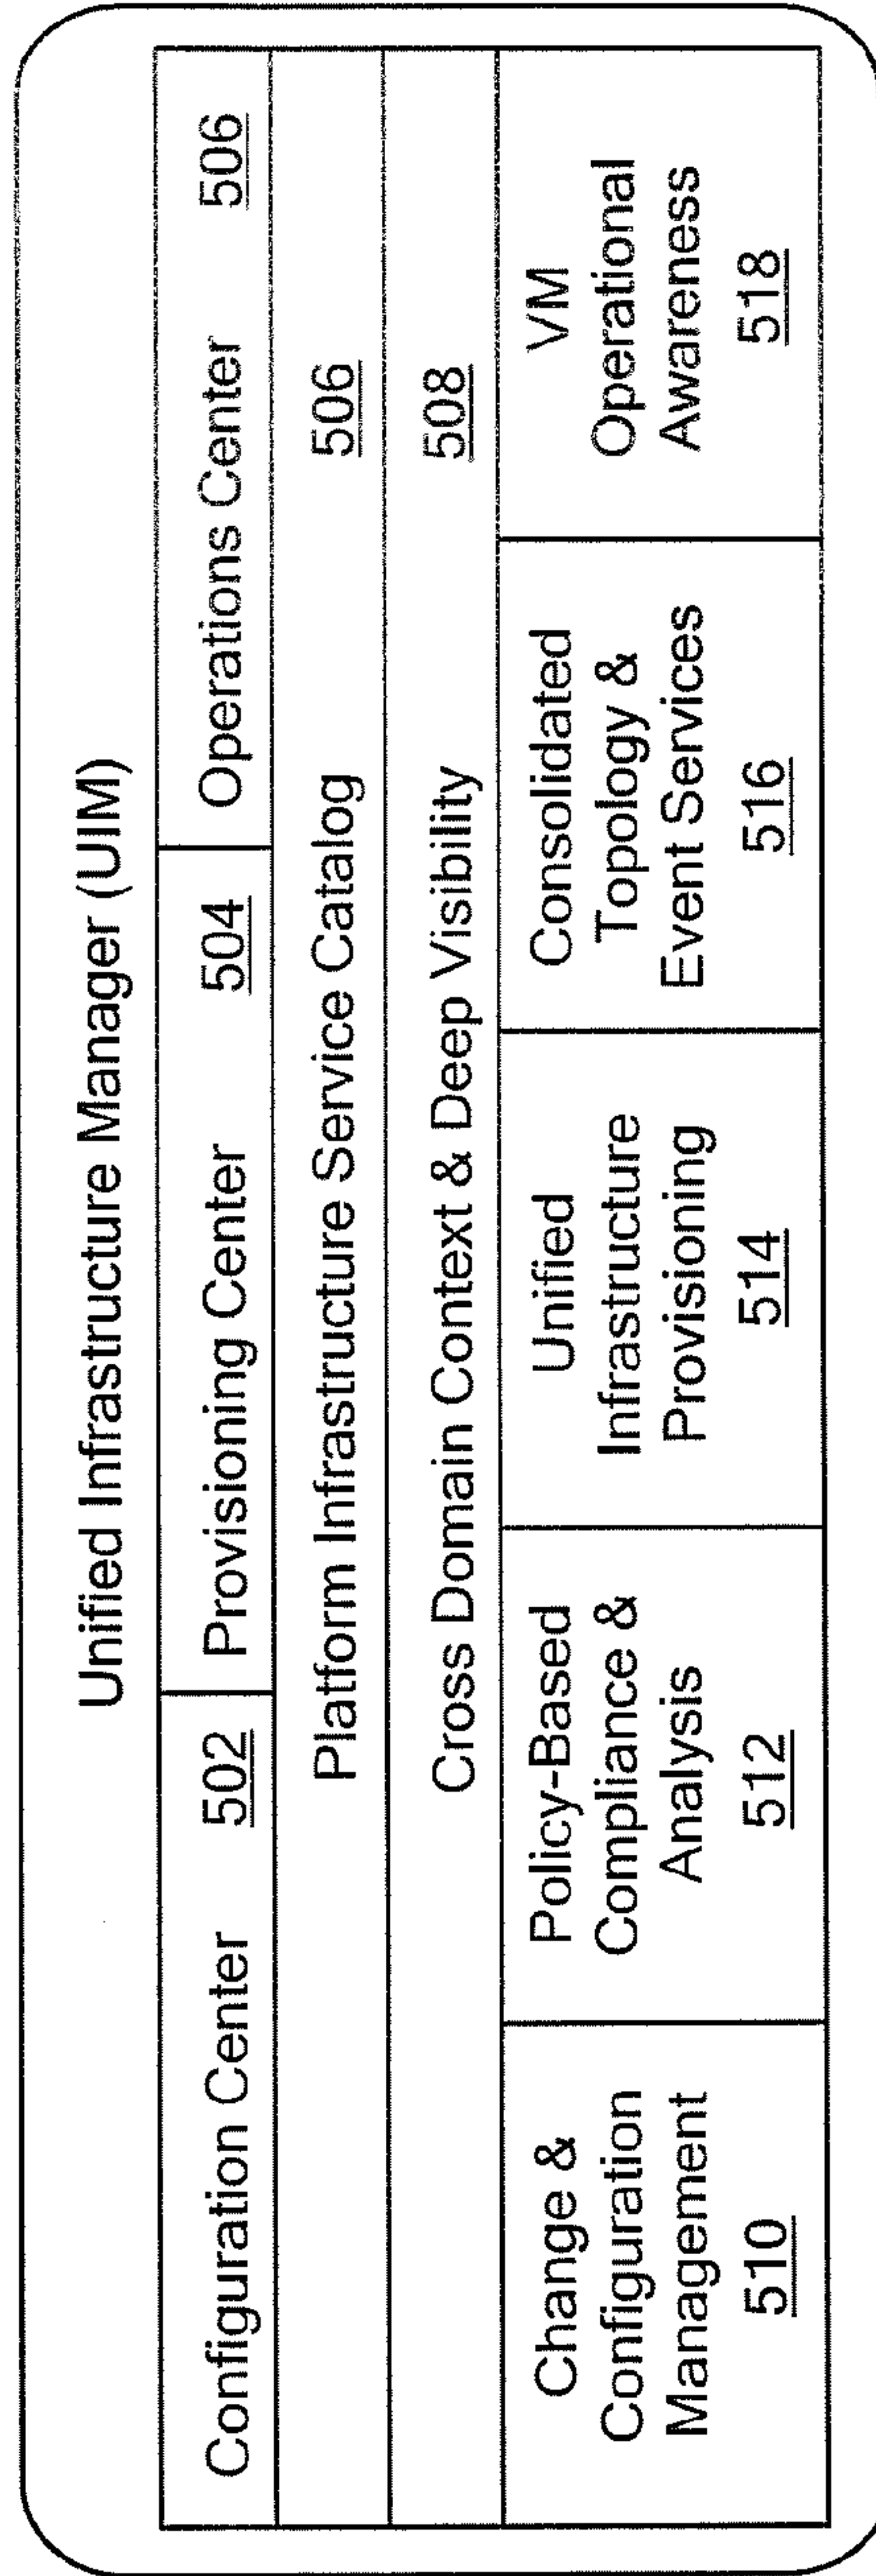 Unified Infrastructure Manager (UIM)
Configuration Center 502
Provisioning Center 504
Operations Center 506
Platform Infrastructure Service Catalog 506
Cross Domain Context & Deep Visibility 508
Change &
Configuration
Management
510
Policy-Based
Compliance &
Analysis
512
Unified
Infrastructure
Provisioning
514
Consolidated
Topology &
Event Services
516
VM
Operational
Awareness
518